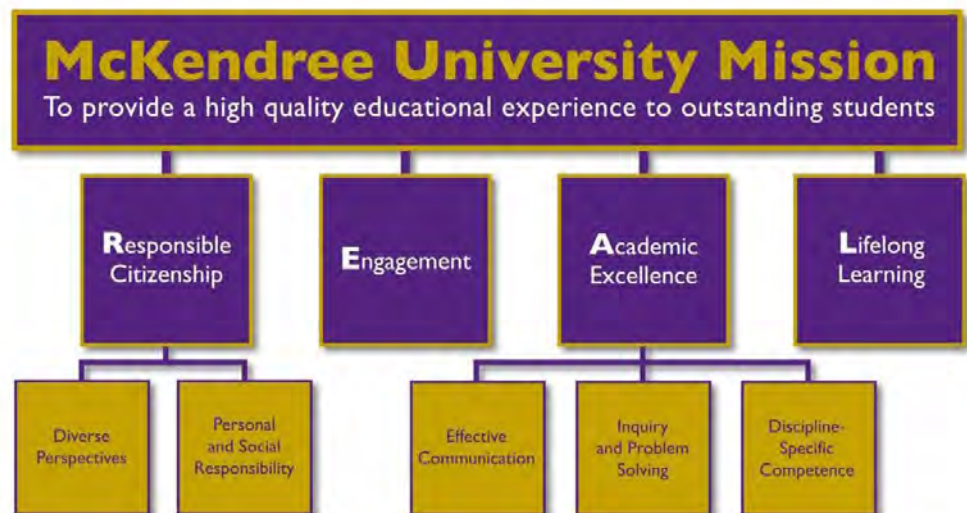 McKendree University Mission
To provide a high quality educational experience to outstanding students
Responsible
Citizenship
Engagement
Academic
Excellence
Lifelong
Learning
Diverse
Perspectives
Personal
and Social
Responsibility
Effective
Communication
Inquiry
and Problem
Solving
Discipline-
Specific
Competence